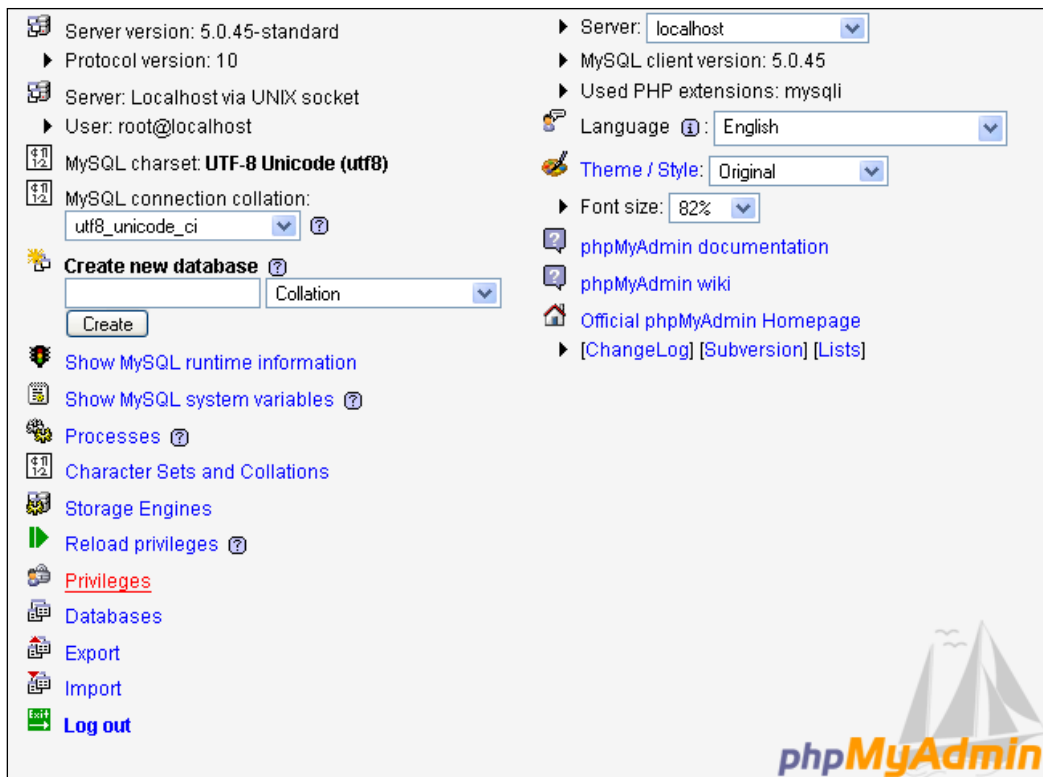 Server version: 5.0.45-standard
Protocol version: 10
Server: Localhost via UNIX socket
User: root@localhost
MySQL charset: UTF-8 Unicode (utf8)
MySQL connection collation:
utf8_unicode_ci
Create new database
Collation
Create
Show MySQL runtime information
Show MySQL system variables
Processes
Character Sets and Collations
Storage Engines
Reload privileges
Privileges
Databases
Export
Import
Exit
Log out
Server: localhost
MySQL client version: 5.0.45
Used PHP extensions: mysqli
Language : English
Theme / Style: Original
Font size: 82%
phpMyAdmin documentation
phpMyAdmin wiki
Official phpMyAdmin Homepage
[ChangeLog] [Subversion] [Lists]
phpMyAdmin